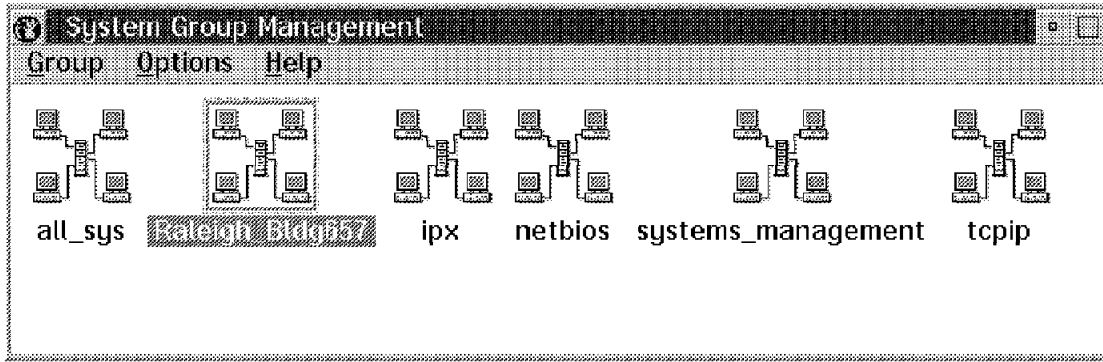 System Group Management
Group Options Help
all_sys Raleigh_Bldg657 ipx netbios systems_management tcpip